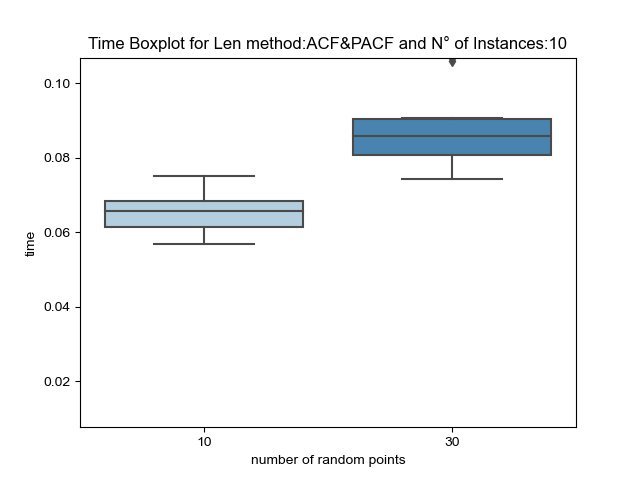 Time Boxplot for Len method:ACF&PACF and N° of Instances:10
0.10
0.08
0.06
0.04
0.02
time
10 30
number of random points